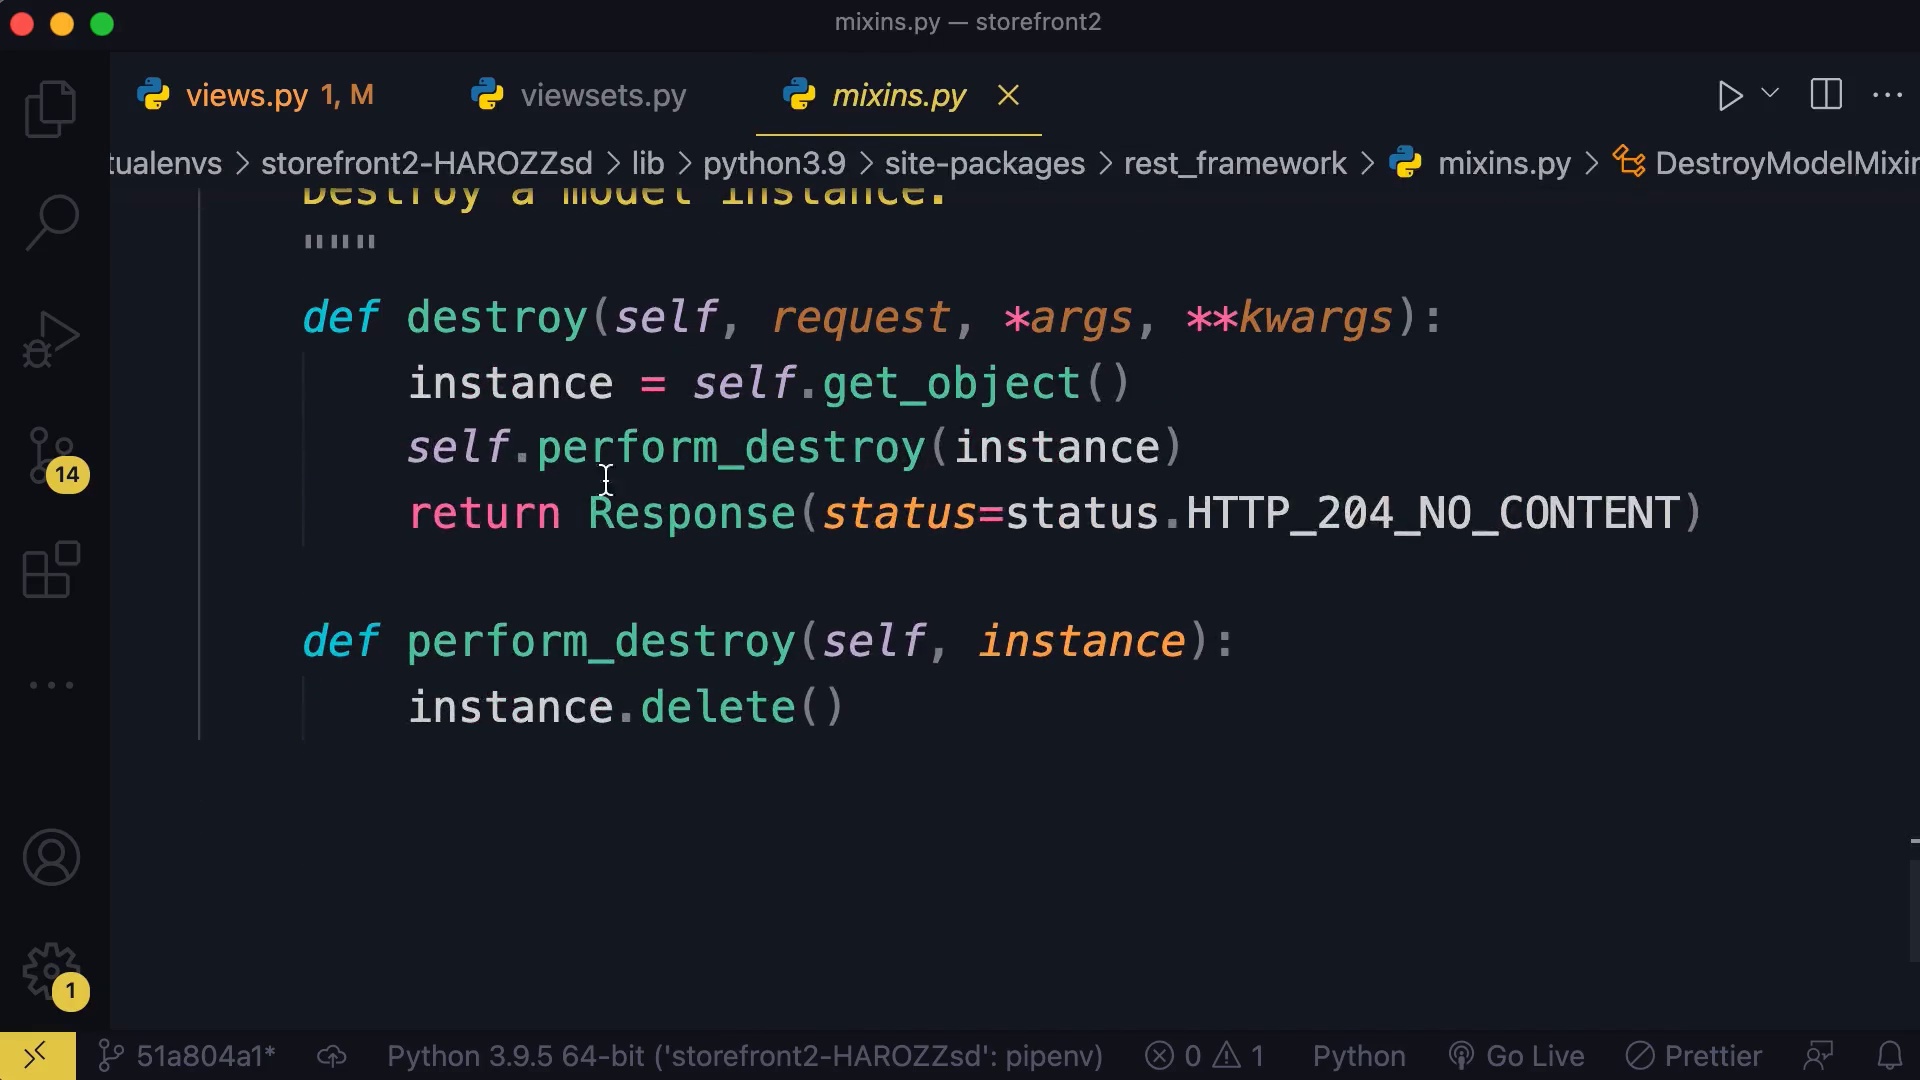 mixins.py — storefront2
views.py 1, M
viewsets.py
mixins.py
tualenvs > storefront2-HAROZZsd > lib > python3.9 > site-packages > rest_framework > mixins.py > DestroyModelMixin
Destroy a model instance.
"""
def destroy(self, request, *args, **kwargs):
instance = self.get_object()
self.perform_destroy(instance)
return Response(status=status.HTTP_204_NO_CONTENT)
def perform_destroy(self, instance):
instance.delete()
14
1
51a804a1*
Python 3.9.5 64-bit ('storefront2-HAROZZsd': pipenv)
0
1
Python
Go Live
Prettier